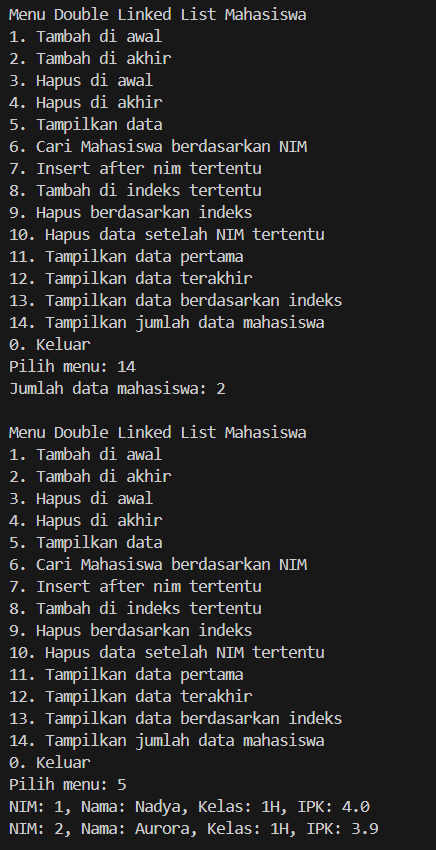 Menu Double Linked List Mahasiswa
1. Tambah di awal
2. Tambah di akhir
3. Hapus di awal
4. Hapus di akhir
5. Tampilkan data
6. Cari Mahasiswa berdasarkan NIM
7. Insert after nim tertentu
8. Tambah di indeks tertentu
9. Hapus berdasarkan indeks
10. Hapus data setelah NIM tertentu
11. Tampilkan data pertama
12. Tampilkan data terakhir
13. Tampilkan data berdasarkan indeks
14. Tampilkan jumlah data mahasiswa
0. Keluar
Pilih menu: 14
Jumlah data mahasiswa: 2

Menu Double Linked List Mahasiswa
1. Tambah di awal
2. Tambah di akhir
3. Hapus di awal
4. Hapus di akhir
5. Tampilkan data
6. Cari Mahasiswa berdasarkan NIM
7. Insert after nim tertentu
8. Tambah di indeks tertentu
9. Hapus berdasarkan indeks
10. Hapus data setelah NIM tertentu
11. Tampilkan data pertama
12. Tampilkan data terakhir
13. Tampilkan data berdasarkan indeks
14. Tampilkan jumlah data mahasiswa
0. Keluar
Pilih menu: 5
NIM: 1, Nama: Nadya, Kelas: 1H, IPK: 4.0
NIM: 2, Nama: Aurora, Kelas: 1H, IPK: 3.9